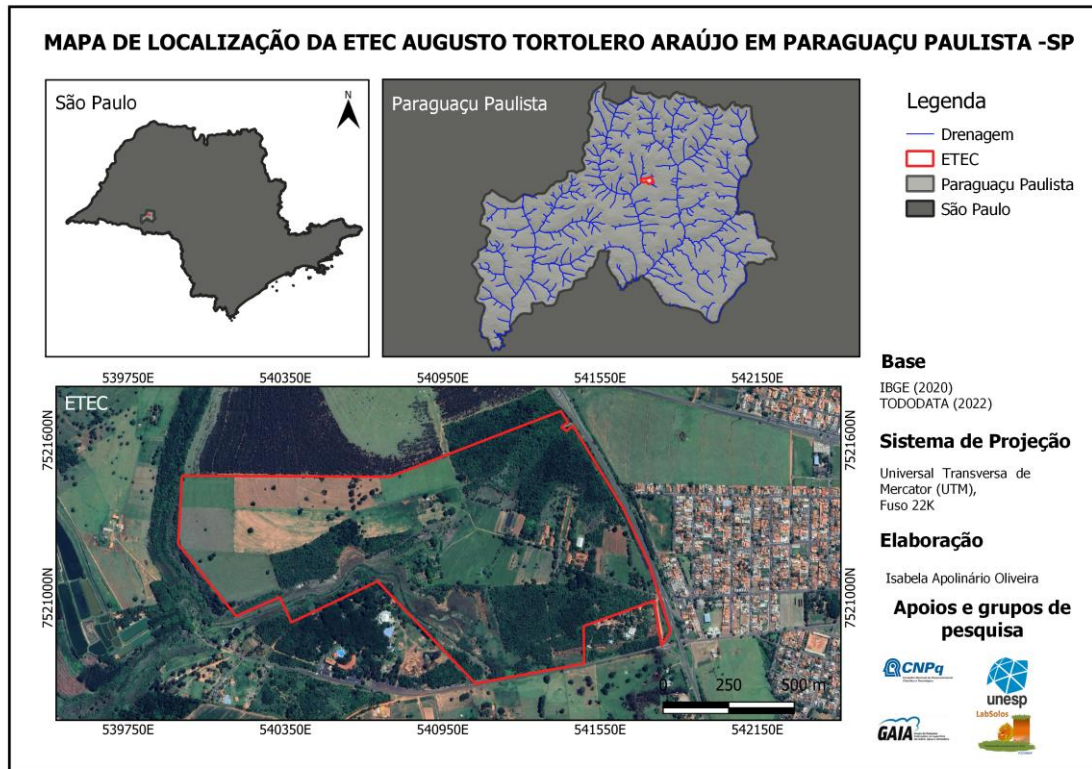 MAPA DE LOCALIZAÇÃO DA ETEC AUGUSTO TORTOLERO ARAÚJO EM PARAGUAÇU PAULISTA -SP
São Paulo
N
Paraguaçu Paulista
Legenda
Drenagem
ETEC
Paraguaçu Paulista
São Paulo
539750E 540350E 540950E 541550E 542150E
ETEC
7521600N 7521600N
7521000N 7521000N
0 250 500 m
539750E 540350E 540950E 541550E 542150E
Base
IBGE (2020)
TODODATA (2022)
Sistema de Projeção
Universal Transversa de
Mercator (UTM),
Fuso 22K
Elaboração
Isabela Apolinário Oliveira
Apoios e grupos de
pesquisa
CNPq
unesp
GAIA
LabSolos